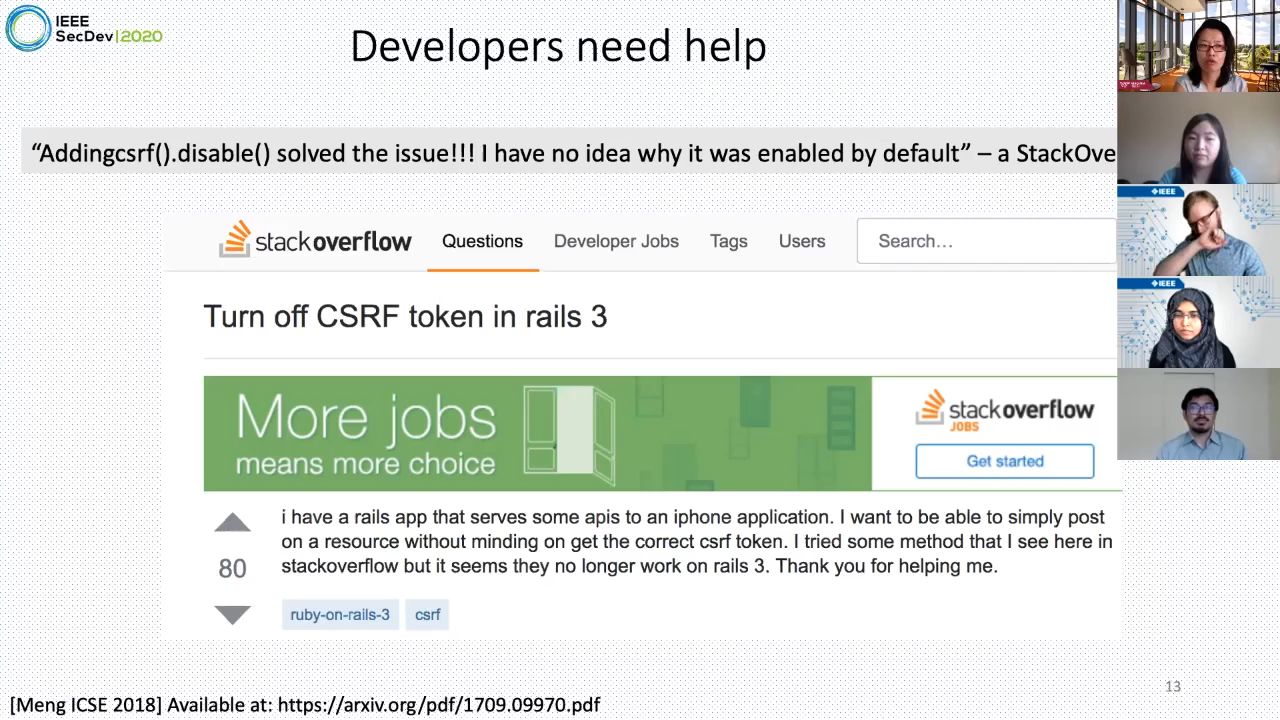 IEEE
SecDev|2020
Developers need help
“Addingcsrf().disable() solved the issue!!! I have no idea why it was enabled by default” – a StackOve
stackoverflow Questions Developer Jobs Tags Users Search...
Turn off CSRF token in rails 3
More jobs
means more choice
stackoverflow
JOBS
Get started
i have a rails app that serves some apis to an iphone application. I want to be able to simply post
on a resource without minding on get the correct csrf token. I tried some method that I see here in
stackoverflow but it seems they no longer work on rails 3. Thank you for helping me.
80
ruby-on-rails-3 csrf
13
[Meng ICSE 2018] Available at: https://arxiv.org/pdf/1709.09970.pdf
IEEE
IEEE